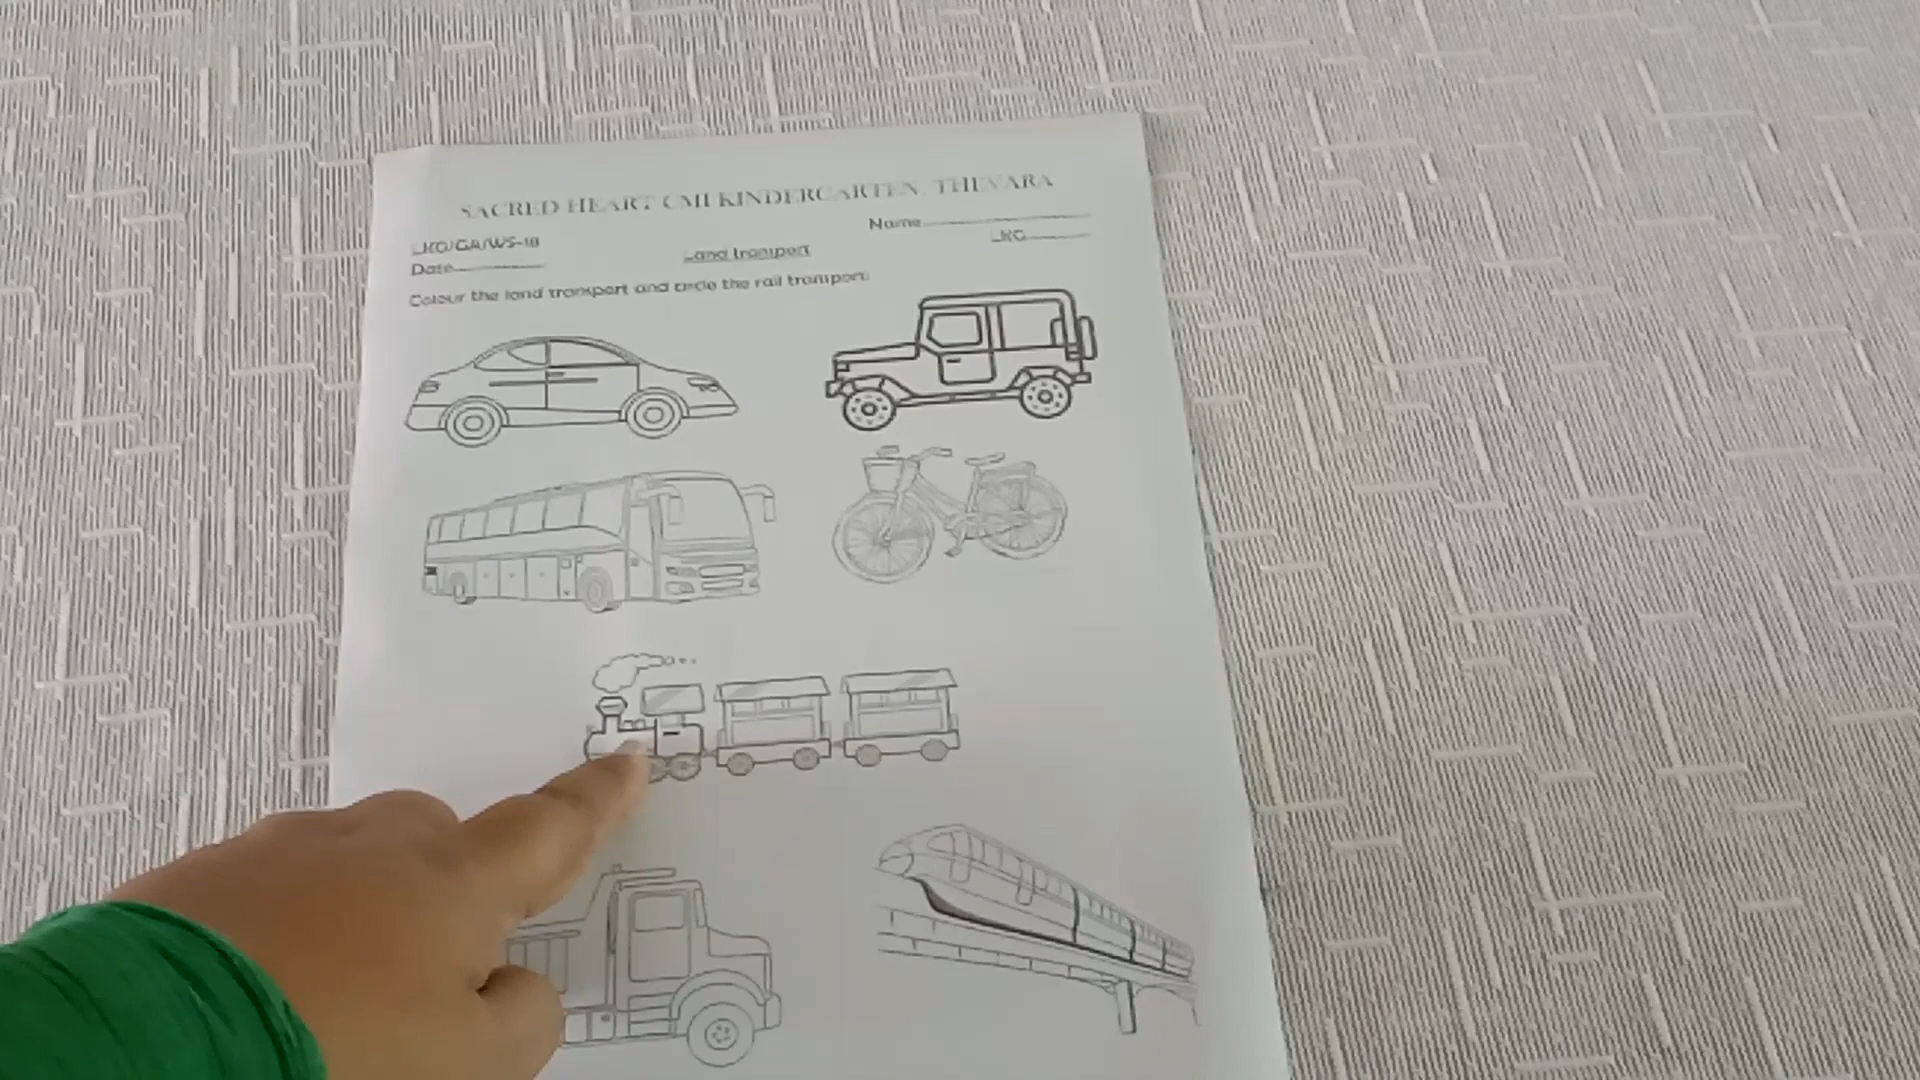 SACRED HEART CMI KINDERGARTEN, THEVARA
Name
LKG/GA/WS-18
LKG
Date
Land tranport
Colour the land transport and circle the rail transport.